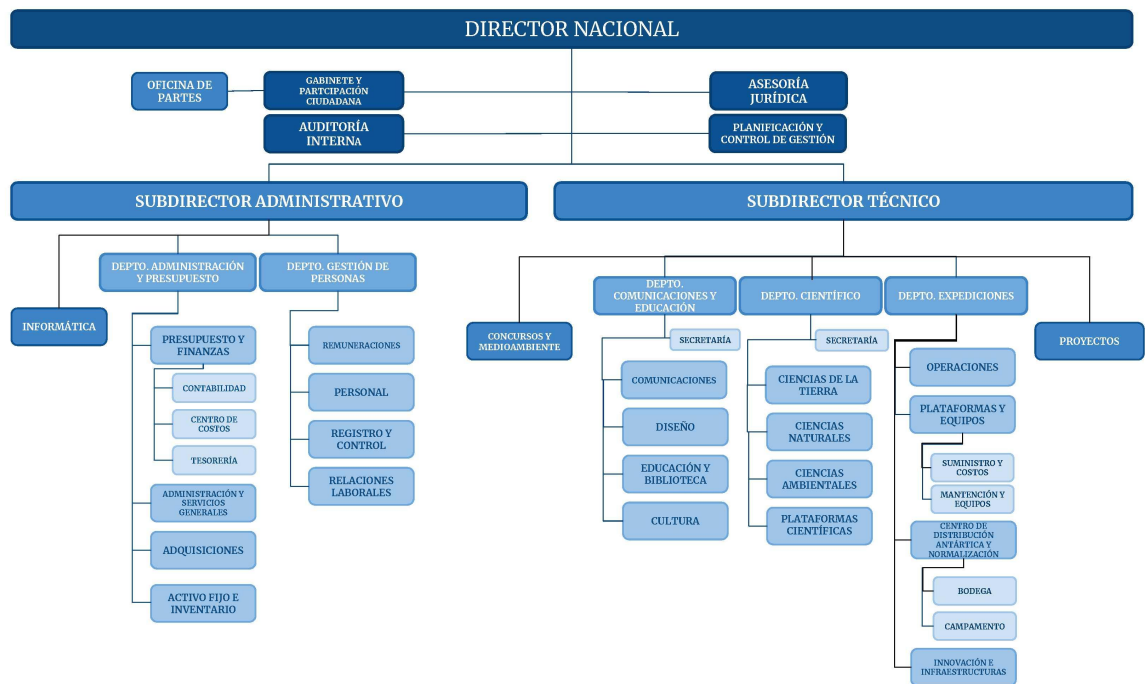 DIRECTOR NACIONAL
OFICINA DE
PARTES
GABINETE Y
PARTCIPACIÓN
CIUDADANA
ASESORÍA
JURÍDICA
AUDITORÍA
INTERNA
PLANIFICACIÓN Y
CONTROL DE GESTIÓN
SUBDIRECTOR ADMINISTRATIVO
SUBDIRECTOR TÉCNICO
INFORMÁTICA
DEPTO. ADMINISTRACIÓN
Y PRESUPUESTO
PRESUPUESTO Y
FINANZAS
CONTABILIDAD
CENTRO DE
COSTOS
TESORERÍA
ADMINISTRACIÓN Y
SERVICIOS
GENERALES
ADQUISICIONES
ACTIVO FIJO E
INVENTARIO
DEPTO. GESTIÓN DE
PERSONAS
REMUNERACIONES
PERSONAL
REGISTRO Y
CONTROL
RELACIONES
LABORALES
CONCURSOS Y
MEDIOAMBIENTE
DEPTO.
COMUNICACIONES Y
EDUCACIÓN
SECRETARÍA
COMUNICACIONES
DISEÑO
EDUCACIÓN Y
BIBLIOTECA
CULTURA
DEPTO. CIENTÍFICO
SECRETARÍA
CIENCIAS DE LA
TIERRA
CIENCIAS
NATURALES
CIENCIAS
AMBIENTALES
PLATAFORMAS
CIENTÍFICAS
DEPTO. EXPEDICIONES
OPERACIONES
PLATAFORMAS Y
EQUIPOS
SUMINISTRO Y
COSTOS
MANTENCIÓN Y
EQUIPOS
CENTRO DE
DISTRIBUCIÓN
ANTÁRTICA Y
NORMALIZACIÓN
BODEGA
CAMPAMENTO
INNOVACIÓN E
INFRAESTRUCTURAS
PROYECTOS